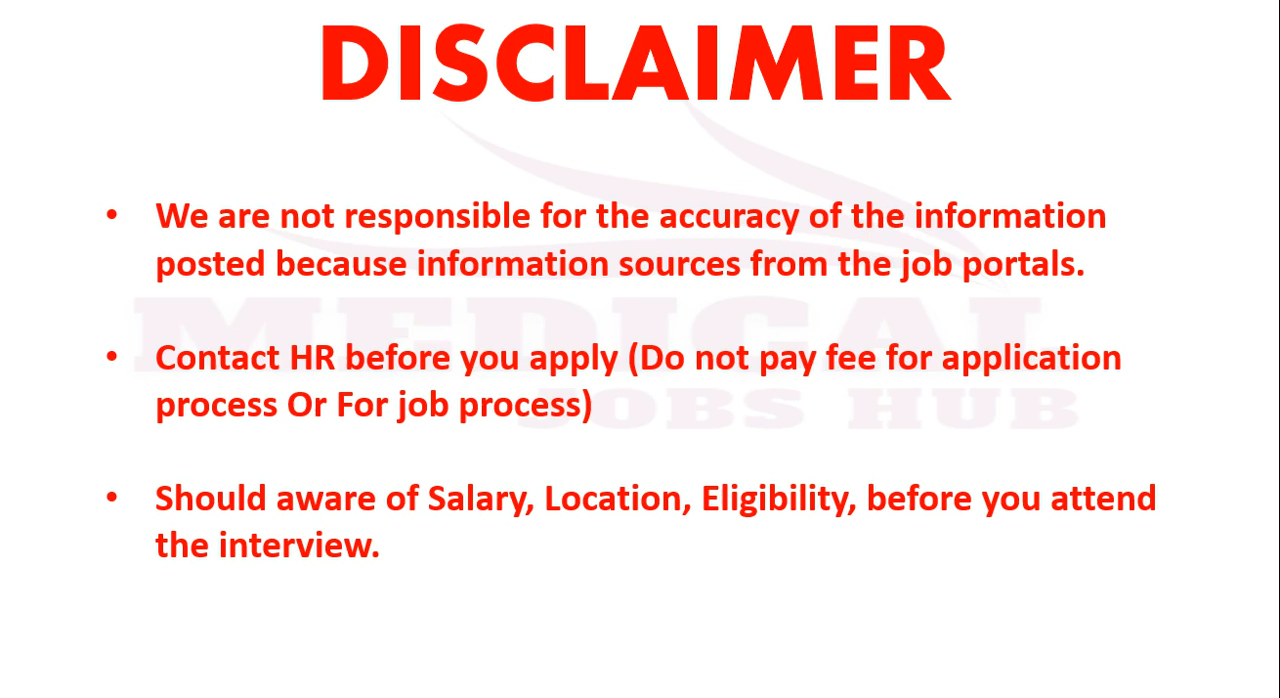 DISCLAIMER
• We are not responsible for the accuracy of the information
posted because information sources from the job portals.
MEDICAL
• Contact HR before you apply (Do not pay fee for application
process Or For job process)
JOBS HUB
• Should aware of Salary, Location, Eligibility, before you attend
the interview.